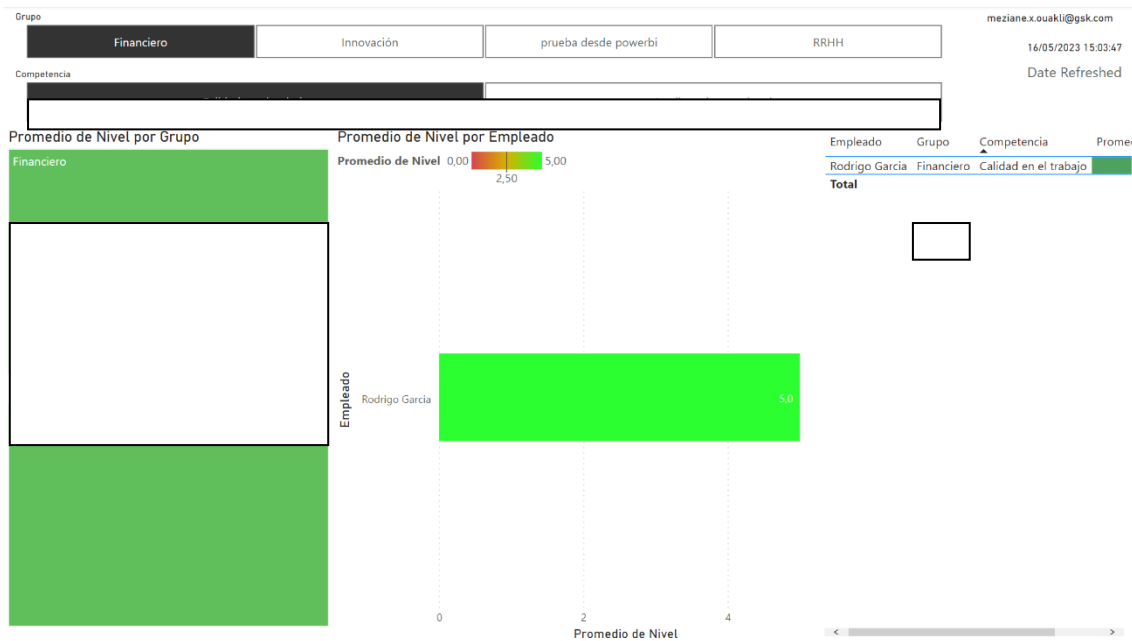 Grupo
meziane.x.ouakli@gsk.com
Financiero Innovación prueba desde powerbi RRHH
16/05/2023 15:03:47
Competencia
Date Refreshed
Promedio de Nivel por Grupo
Financiero
Promedio de Nivel por Empleado
Promedio de Nivel 0,00 5,00
2,50
Empleado
Rodrigo Garcia 5,0
0 2 4
Promedio de Nivel
Empleado Grupo Competencia Prome
Rodrigo Garcia Financiero Calidad en el trabajo
Total